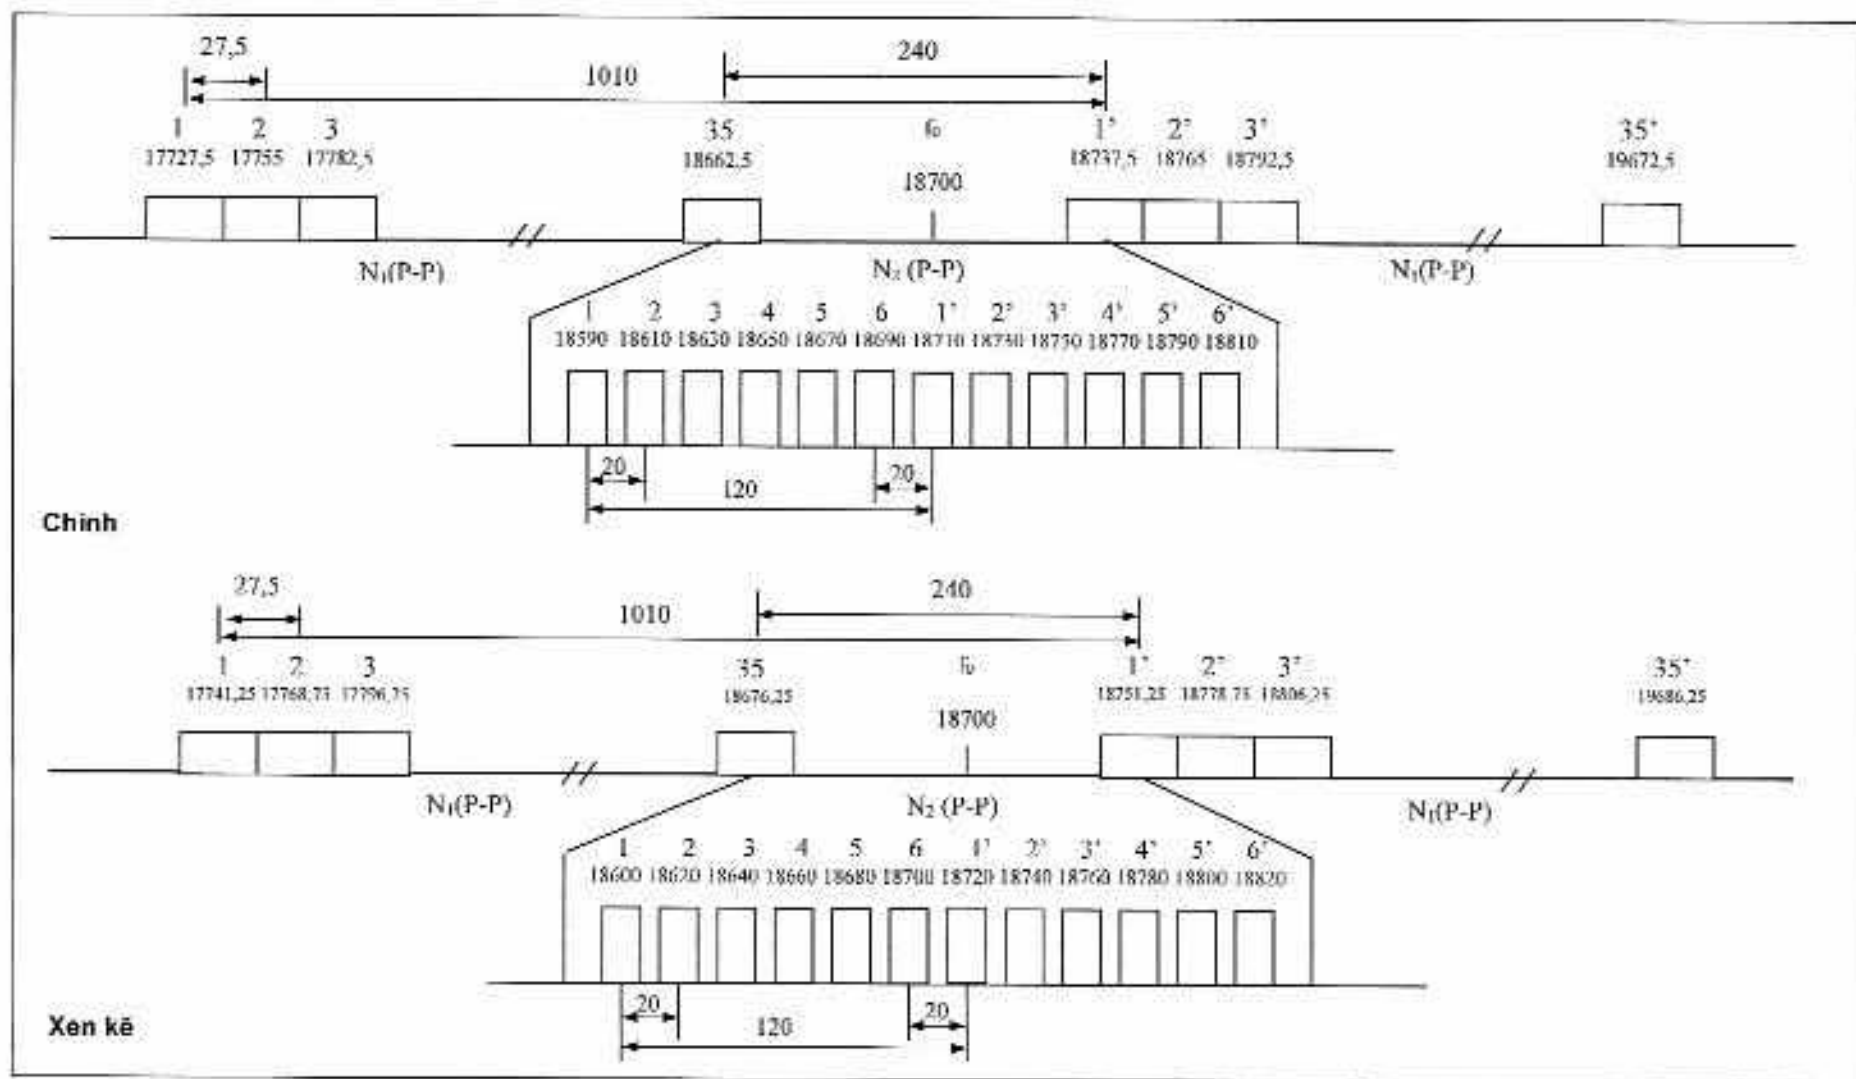 27,5 240
1010
1 2 3 35 f₀ 1' 2' 3' 35'
17727,5 17755 17782,5 18662,5 18737,5 18765 18792,5 19672,5
18700
N₁(P-P) N₂ (P-P) N₁(P-P)
1 2 3 4 5 6 1' 2' 3' 4' 5' 6'
18590 18610 18630 18650 18670 18690 18710 18730 18750 18770 18790 18810
20 20
120
Chính
27,5 240
1010
1 2 3 35 f₀ 1' 2' 3' 35'
17741,25 17768,75 17796,25 18676,25 18751,25 18778,75 18806,25 19686,25
18700
N₁(P-P) N₂ (P-P) N₁(P-P)
1 2 3 4 5 6 1' 2' 3' 4' 5' 6'
18600 18620 18640 18660 18680 18700 18720 18740 18760 18780 18800 18820
20 20
120
Xen kẽ